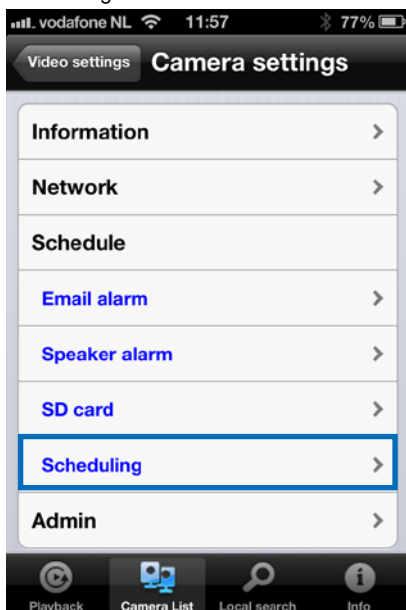 vodafone NL 11:57 77%
Video settings Camera settings
Information
Network
Schedule
Email alarm
Speaker alarm
SD card
Scheduling
Admin
Playback Camera List Local search Info